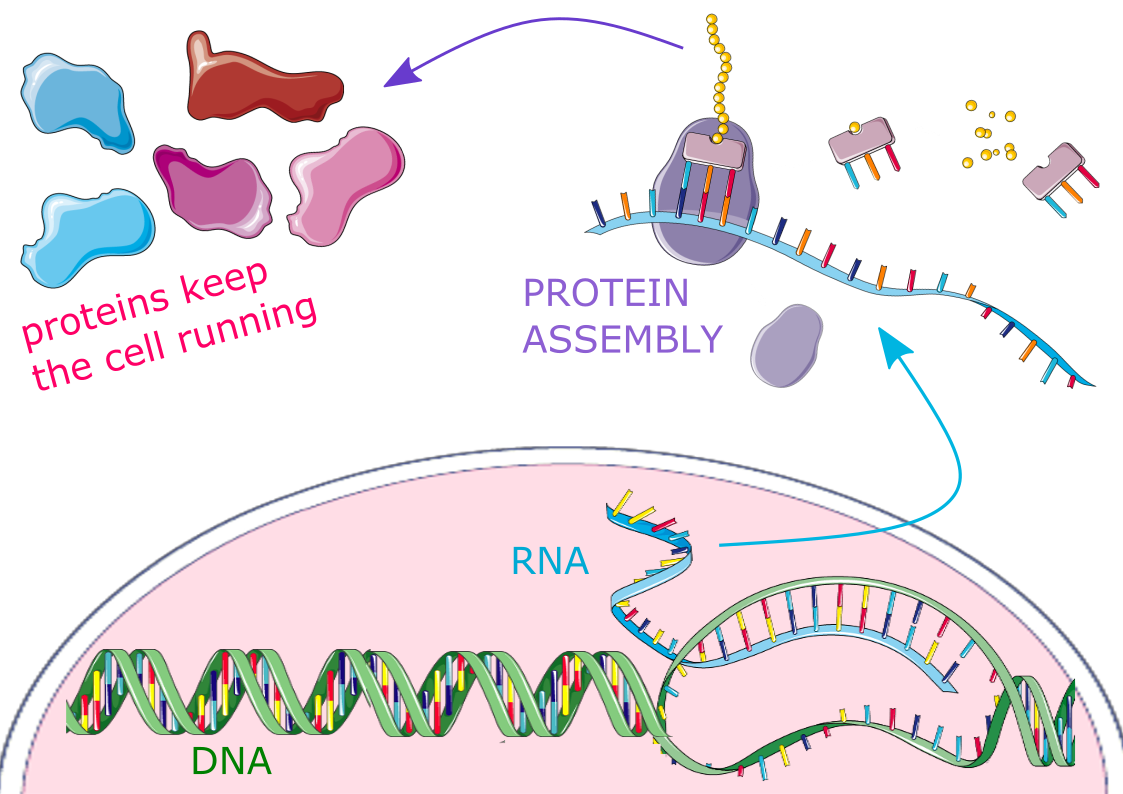 proteins keep
the cell running
PROTEIN
ASSEMBLY
RNA
DNA